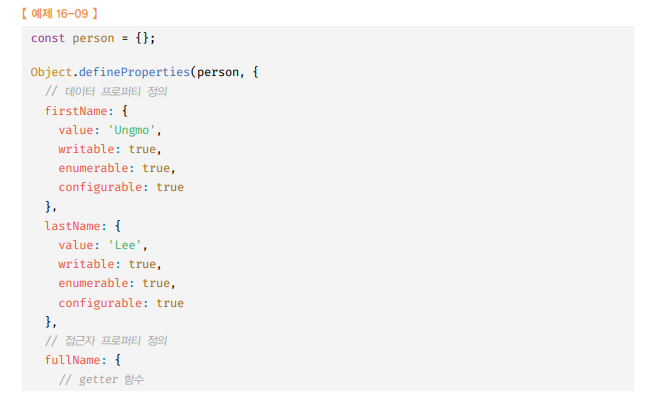 【 예제 16-09 】
const person = {};

Object.defineProperties(person, {
  // 데이터 프로퍼티 정의
  firstName: {
    value: 'Ungmo',
    writable: true,
    enumerable: true,
    configurable: true
  },
  lastName: {
    value: 'Lee',
    writable: true,
    enumerable: true,
    configurable: true
  },
  // 접근자 프로퍼티 정의
  fullName: {
    // getter 함수